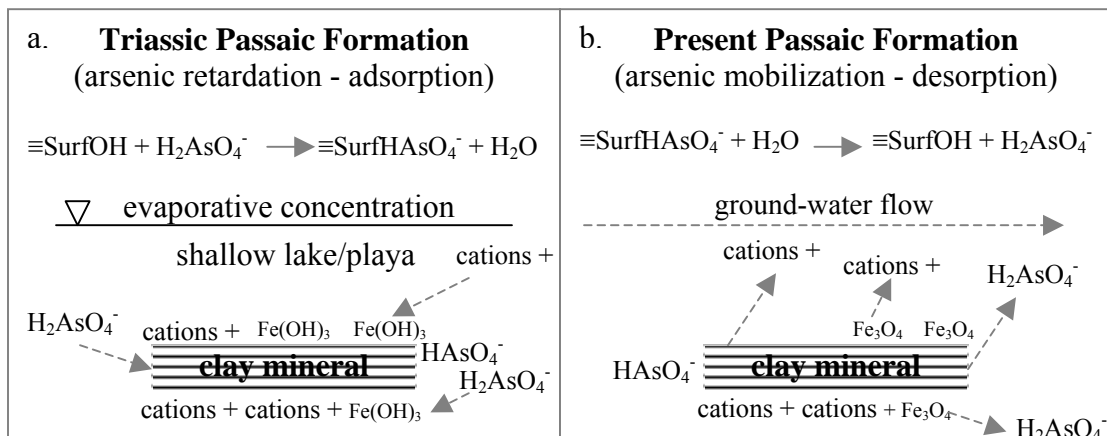 a. Triassic Passaic Formation
(arsenic retardation - adsorption)
≡SurfOH + H₂AsO₄⁻ → ≡SurfHAsO₄⁻ + H₂O
evaporative concentration
shallow lake/playa
cations +
H₂AsO₄⁻
cations + Fe(OH)₃ Fe(OH)₃
clay mineral
HAsO₄⁻
H₂AsO₄⁻
cations + cations + Fe(OH)₃
b. Present Passaic Formation
(arsenic mobilization - desorption)
≡SurfHAsO₄⁻ + H₂O → ≡SurfOH + H₂AsO₄⁻
ground-water flow
cations +
cations +
H₂AsO₄⁻
Fe₃O₄ Fe₃O₄
HAsO₄⁻
clay mineral
cations + cations + Fe₃O₄
H₂AsO₄⁻